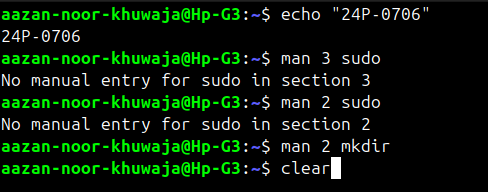 aazan-noor-khuwaja@Hp-G3:~$ echo "24P-0706"
24P-0706
aazan-noor-khuwaja@Hp-G3:~$ man 3 sudo
No manual entry for sudo in section 3
aazan-noor-khuwaja@Hp-G3:~$ man 2 sudo
No manual entry for sudo in section 2
aazan-noor-khuwaja@Hp-G3:~$ man 2 mkdir
aazan-noor-khuwaja@Hp-G3:~$ clear